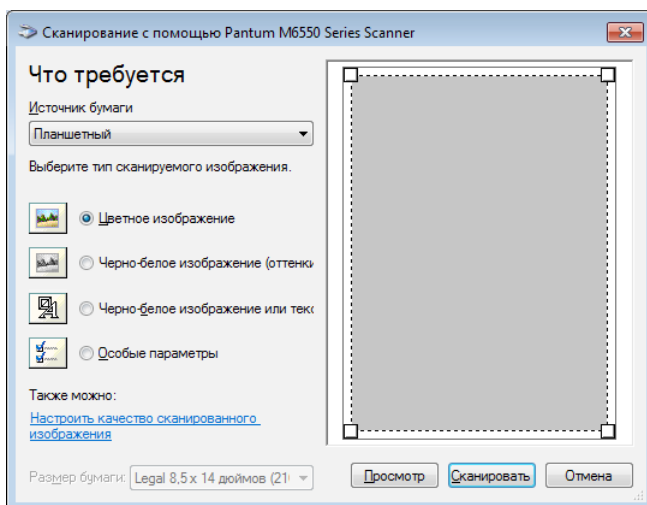 Сканирование с помощью Pantum M6550 Series Scanner
Что требуется
Источник бумаги
Планшетный
Выберите тип сканируемого изображения.
Цветное изображение
Черно-белое изображение (оттенки
Черно-белое изображение или текс
Особые параметры
Также можно:
Настроить качество сканированного
изображения
Размер бумаги: Legal 8,5 x 14 дюймов (21
Просмотр Сканировать Отмена